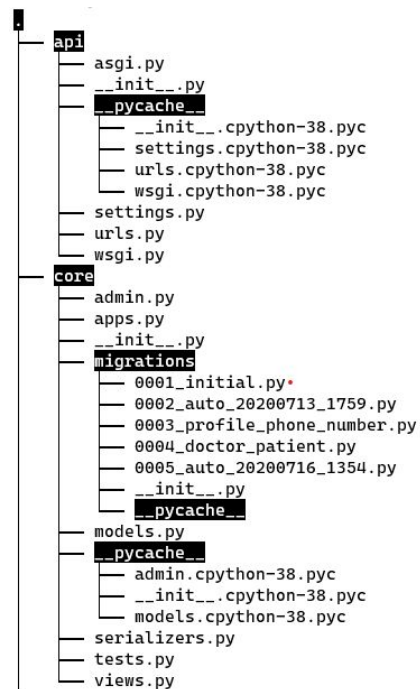 .
api
asgi.py
__init__.py
__pycache__
__init__.cpython-38.pyc
settings.cpython-38.pyc
urls.cpython-38.pyc
wsgi.cpython-38.pyc
settings.py
urls.py
wsgi.py
core
admin.py
apps.py
__init__.py
migrations
0001_initial.py
0002_auto_20200713_1759.py
0003_profile_phone_number.py
0004_doctor_patient.py
0005_auto_20200716_1354.py
__init__.py
__pycache__
models.py
__pycache__
admin.cpython-38.pyc
__init__.cpython-38.pyc
models.cpython-38.pyc
serializers.py
tests.py
views.py